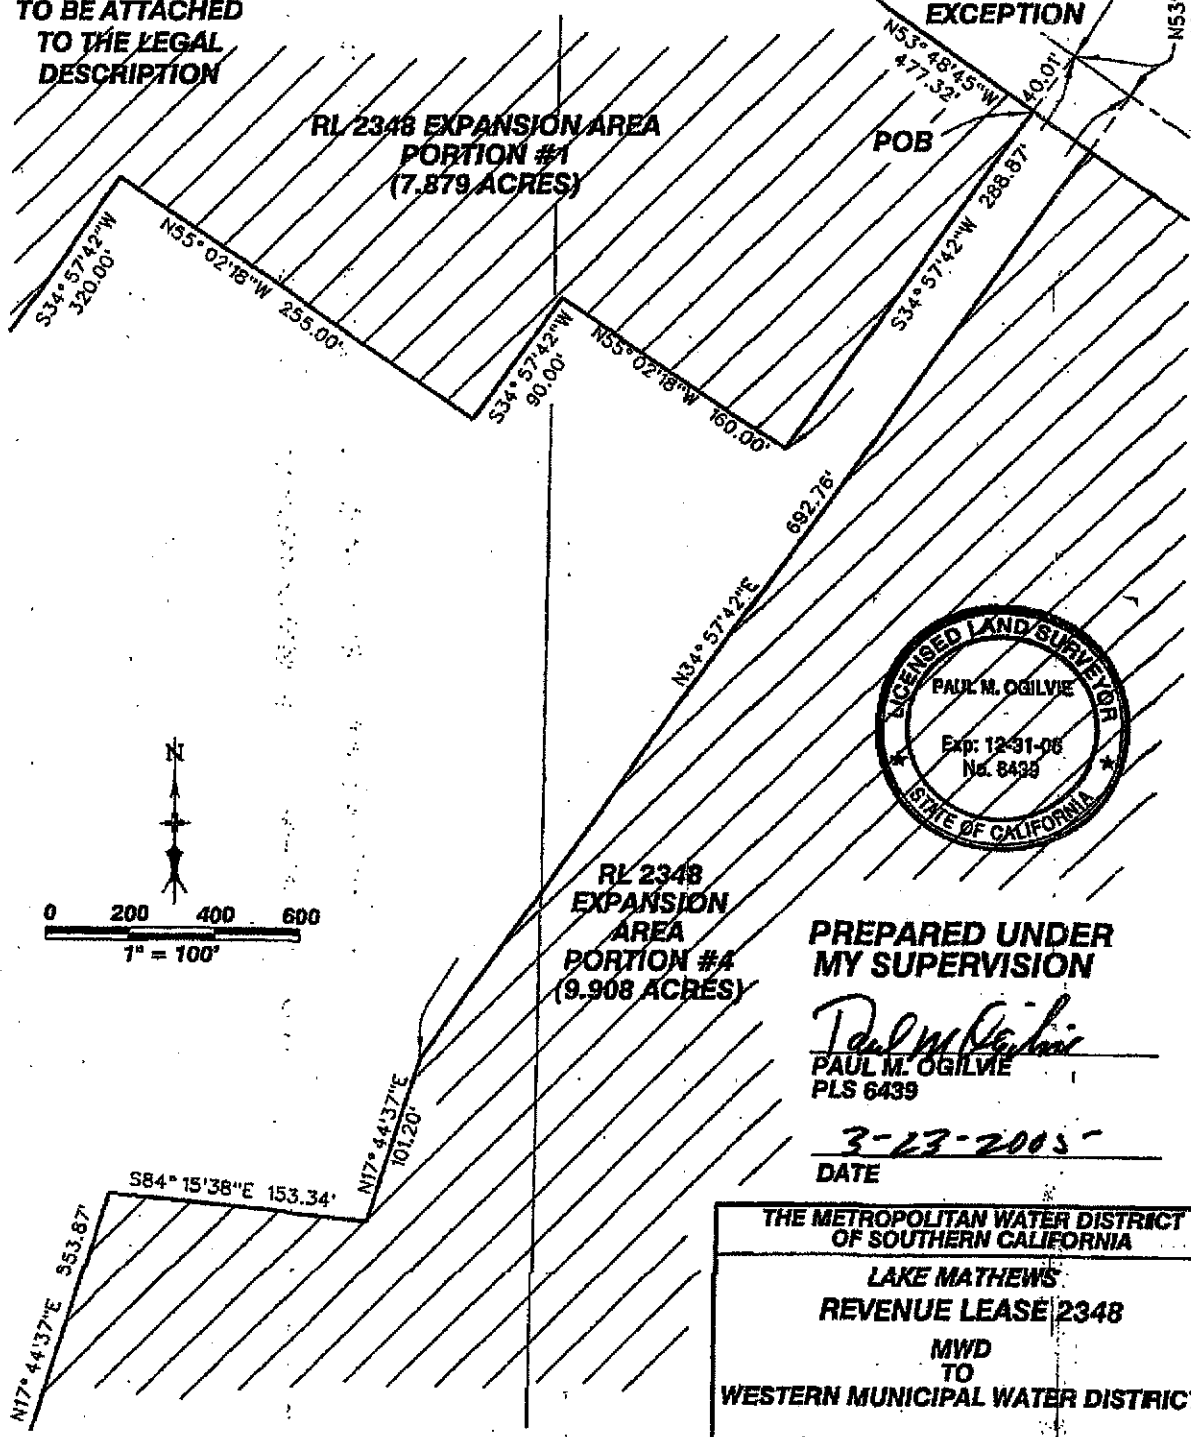 TO BE ATTACHED
TO THE LEGAL
DESCRIPTION
EXCEPTION
N53° 48'45"W
477.32'
40.01'
N53°
RL 2348 EXPANSION AREA
PORTION #1
(7.879 ACRES)
POB
S34° 57'42"W 288.87'
S34° 57'42"W
320.00'
N55° 02'18"W 255.00'
S34° 57'42"W
90.00'
N55° 02'18"W 160.00'
N34° 57'42"E 692.76'
LICENSED LAND SURVEYOR
PAUL M. OGILVIE
Exp: 12-31-06
No. 6439
STATE OF CALIFORNIA
N
0 200 400 600
1" = 100'
RL 2348
EXPANSION
AREA
PORTION #4
(9.908 ACRES)
PREPARED UNDER
MY SUPERVISION
Paul M Ogilvie
PAUL M. OGILVIE
PLS 6439
3-23-2005
DATE
N17° 44'37"E
101.20'
S84° 15'38"E 153.34'
N17° 44'37"E 553.87'
THE METROPOLITAN WATER DISTRICT
OF SOUTHERN CALIFORNIA
LAKE MATHEWS
REVENUE LEASE 2348
MWD
TO
WESTERN MUNICIPAL WATER DISTRICT